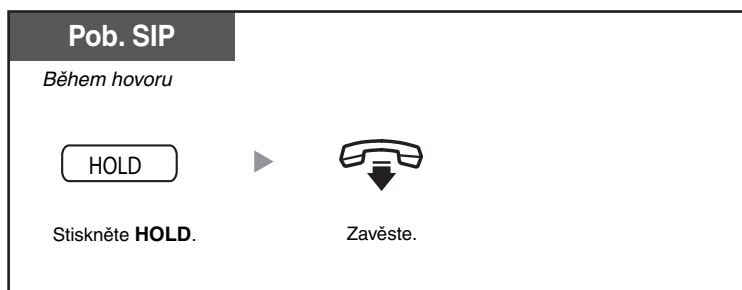 Pob. SIP
Během hovoru
HOLD
Stiskněte HOLD.
Zavěste.